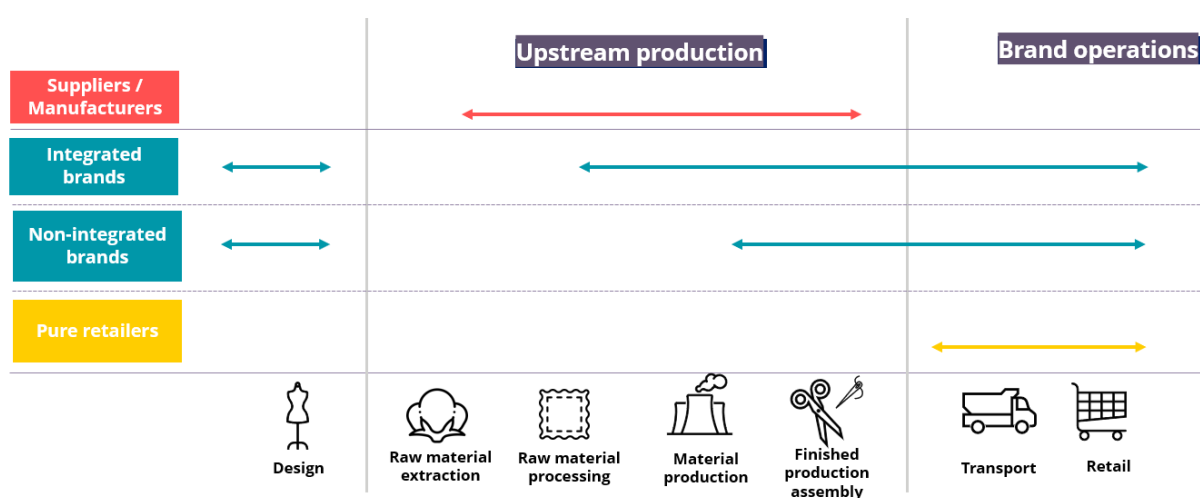 Upstream production
Brand operations
Suppliers /
Manufacturers
Integrated
brands
Non-integrated
brands
Pure retailers
Design
Raw material
extraction
Raw material
processing
Material
production
Finished
production
assembly
Transport
Retail